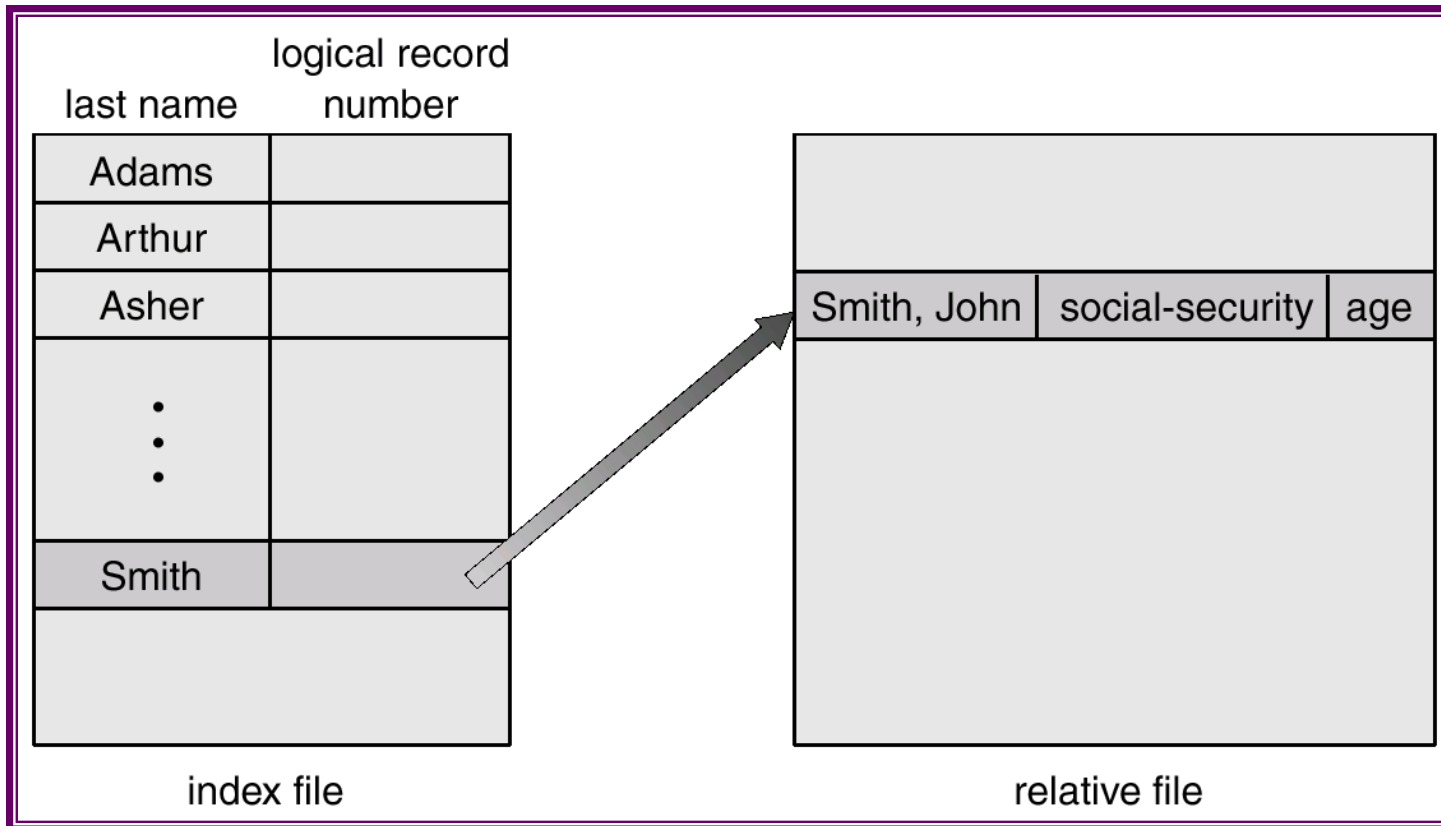 logical record
last name number
Adams
Arthur
Asher
Smith
Smith, John social-security age
index file
relative file